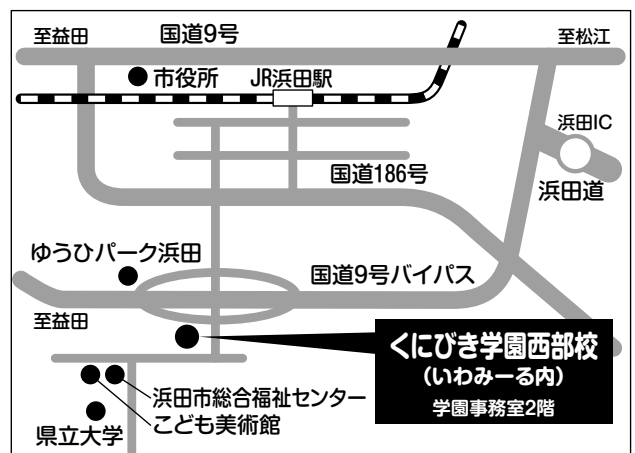 至益田
国道9号
至松江
市役所
JR浜田駅
浜田IC
浜田道
国道186号
ゆうひパーク浜田
国道9号バイパス
至益田
くにびき学園西部校
(いわみーる内)
学園事務室2階
浜田市総合福祉センター
こども美術館
県立大学